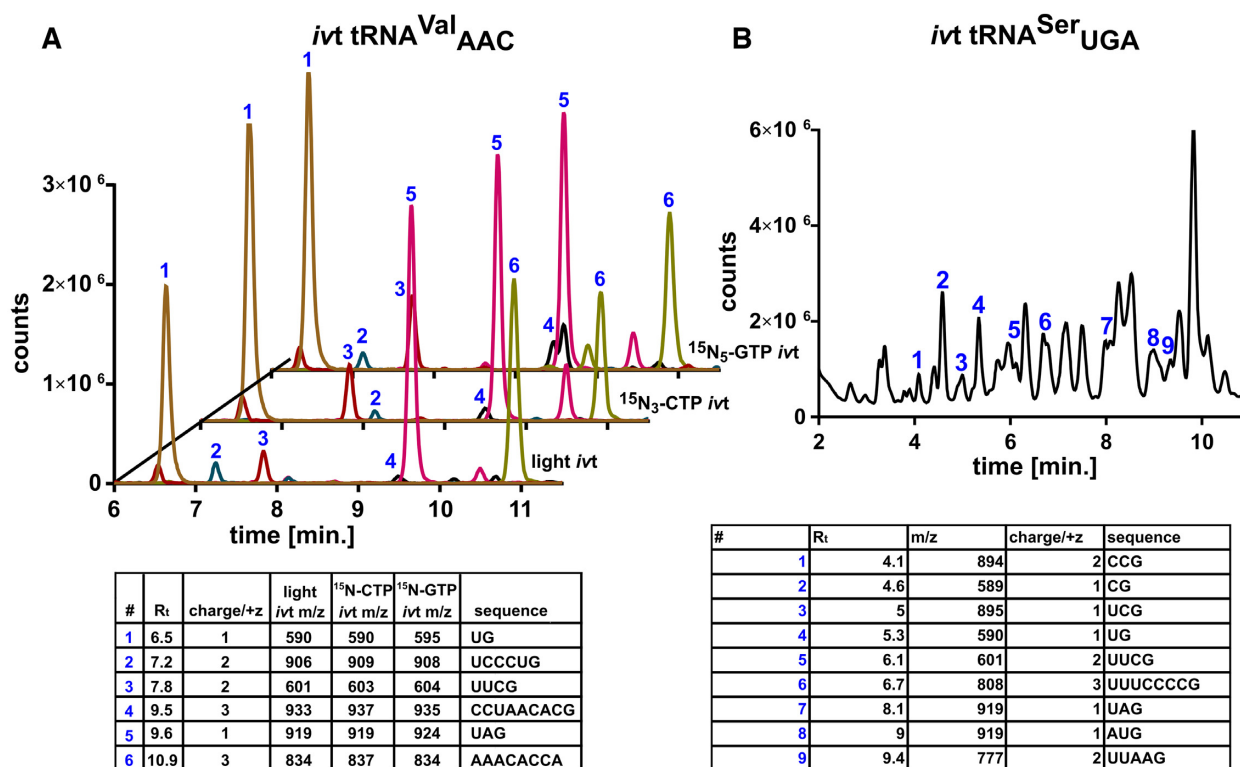 A
ivt tRNA^Val_AAC
1
1
1
5
5
5
6
6
6
3
3
2
2
2
3
4
4
4
counts
3×10^6
2×10^6
1×10^6
0
15N5-GTP ivt
15N3-CTP ivt
light ivt
6 7 8 9 10 11
time [min.]
# Rt charge/+z light ivt m/z 15N-CTP ivt m/z 15N-GTP ivt m/z sequence
1 6.5 1 590 590 595 UG
2 7.2 2 906 909 908 UCCCUG
3 7.8 2 601 603 604 UUCG
4 9.5 3 933 937 935 CCUAACACG
5 9.6 1 919 919 924 UAG
6 10.9 3 834 837 834 AAACACCA
B
ivt tRNA^Ser_UGA
counts
6×10^6
4×10^6
2×10^6
0
1 2 3 4 5 6 7 8 9
2 4 6 8 10
time [min.]
# Rt m/z charge/+z sequence
1 4.1 894 2 CCG
2 4.6 589 1 CG
3 5 895 1 UCG
4 5.3 590 1 UG
5 6.1 601 2 UUCG
6 6.7 808 3 UUUCCCCG
7 8.1 919 1 UAG
8 9 919 1 AUG
9 9.4 777 2 UUAAG